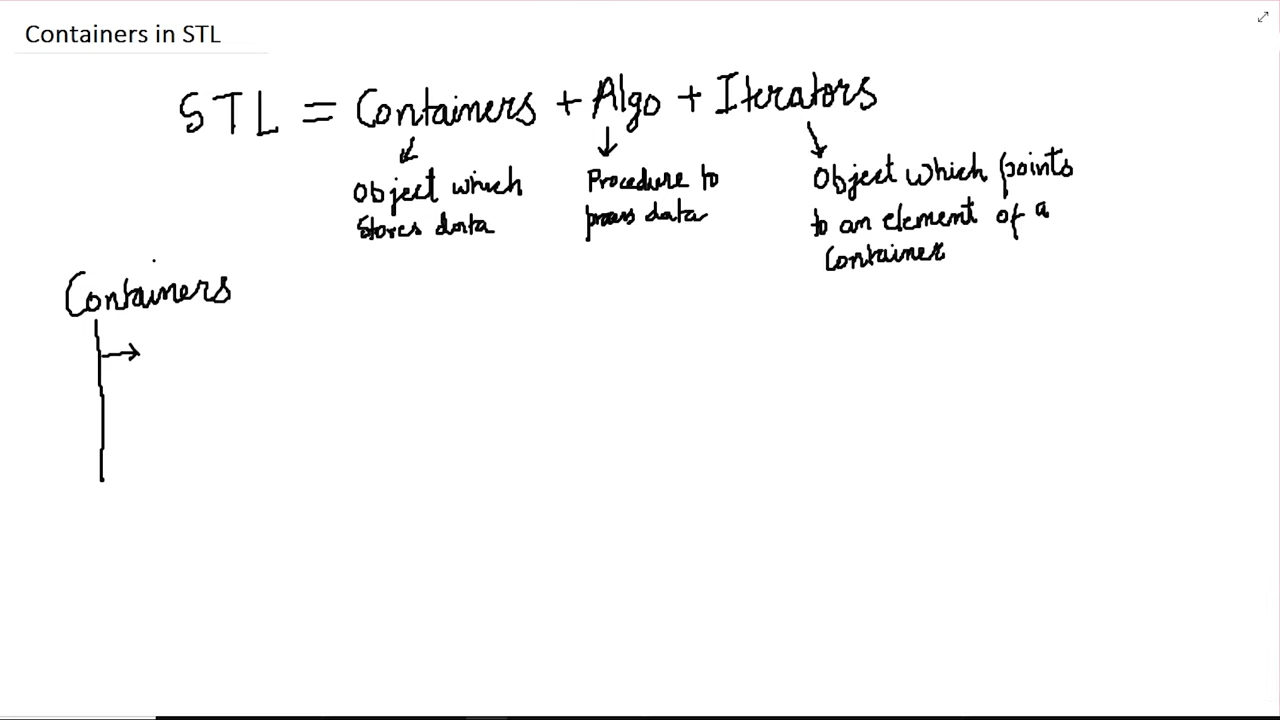 Containers in STL
STL = Containers + Algo + Iterators
Object which
stores data
Procedure to
process data
Object which points
to an element of a
Container
Containers